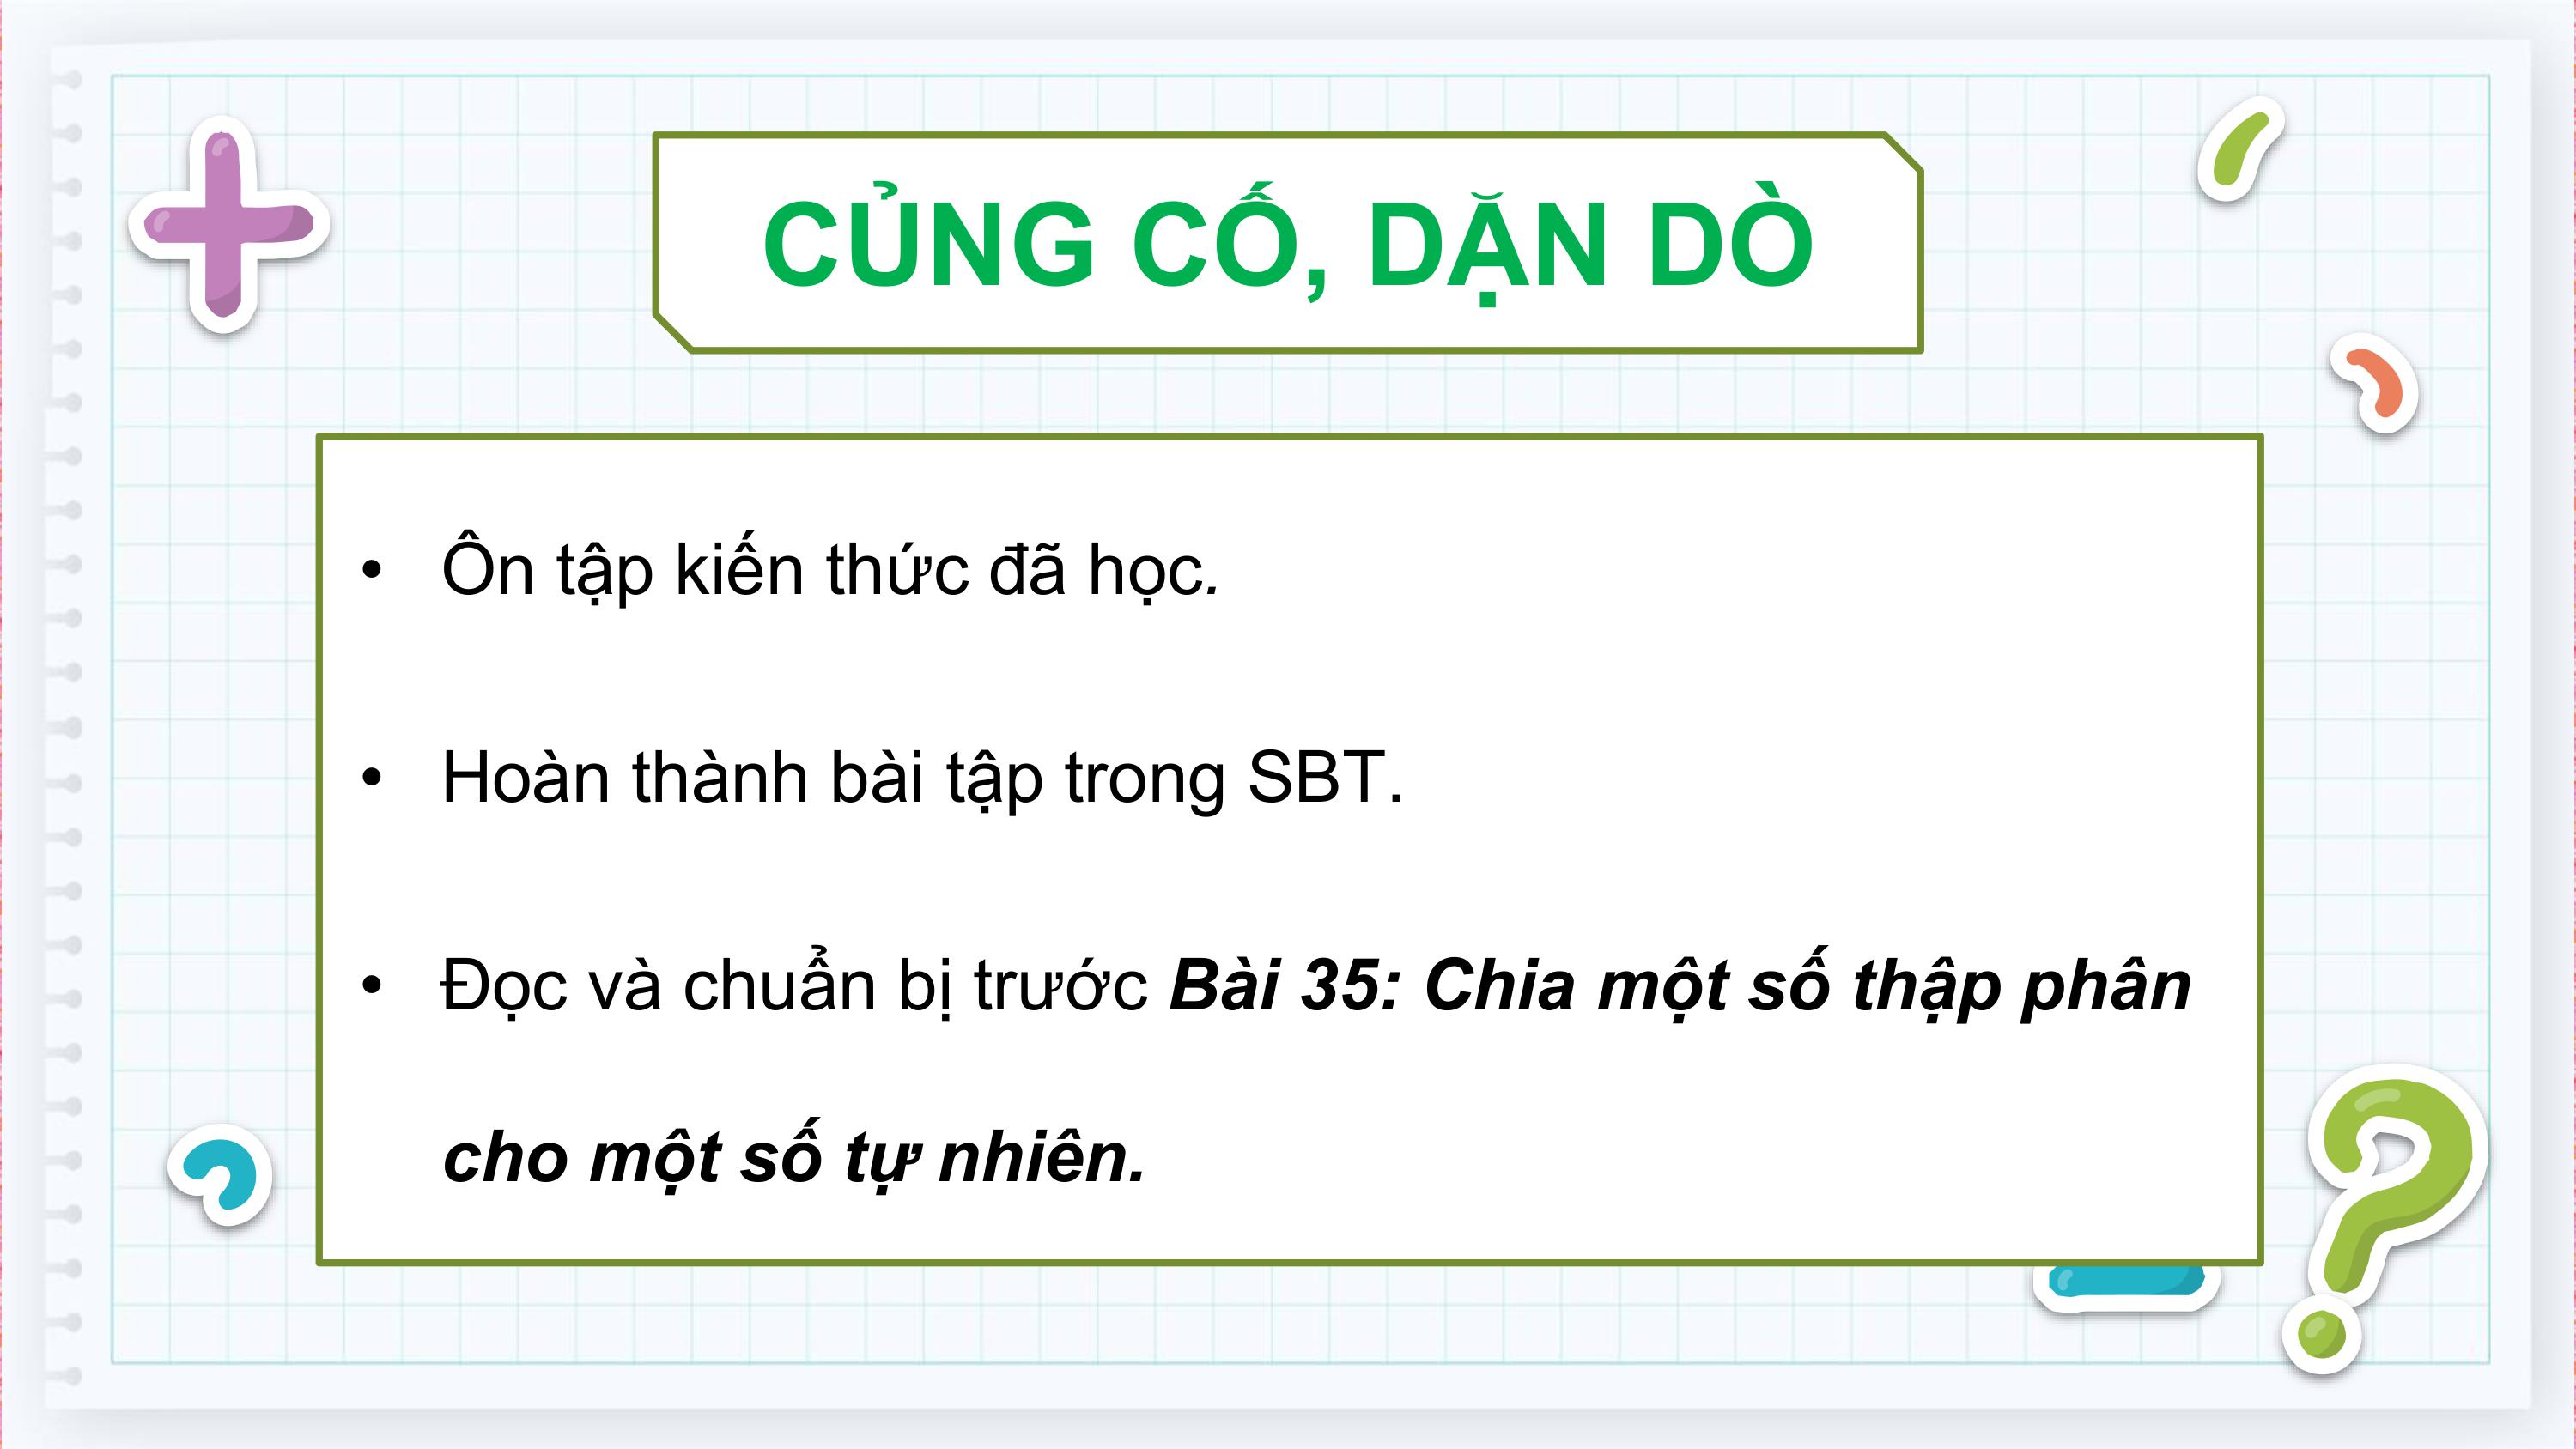 CỦNG CỐ, DẶN DÒ
• Ôn tập kiến thức đã học.
• Hoàn thành bài tập trong SBT.
• Đọc và chuẩn bị trước Bài 35: Chia một số thập phân
cho một số tự nhiên.